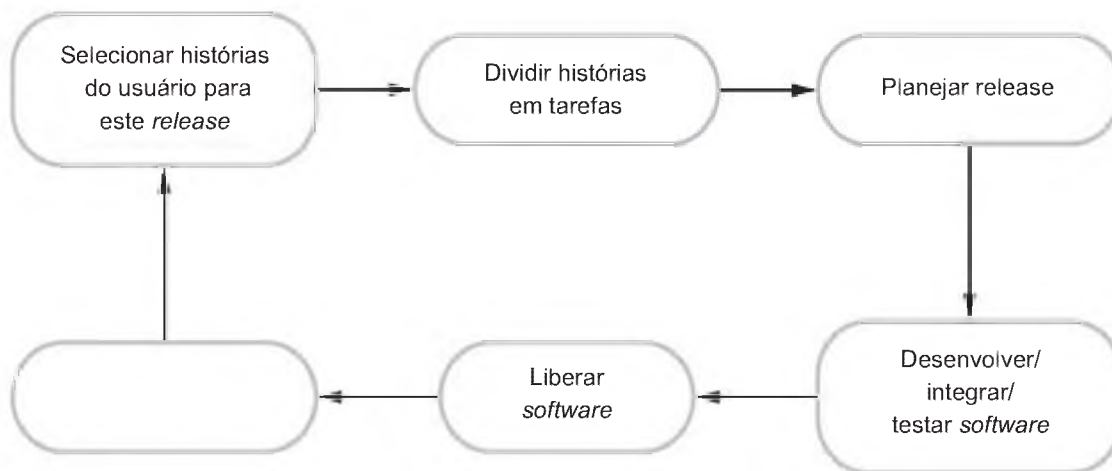 Selecionar histórias
do usuário para
este release
Dividir histórias
em tarefas
Planejar release
Desenvolver/
integrar/
testar software
Liberar
software